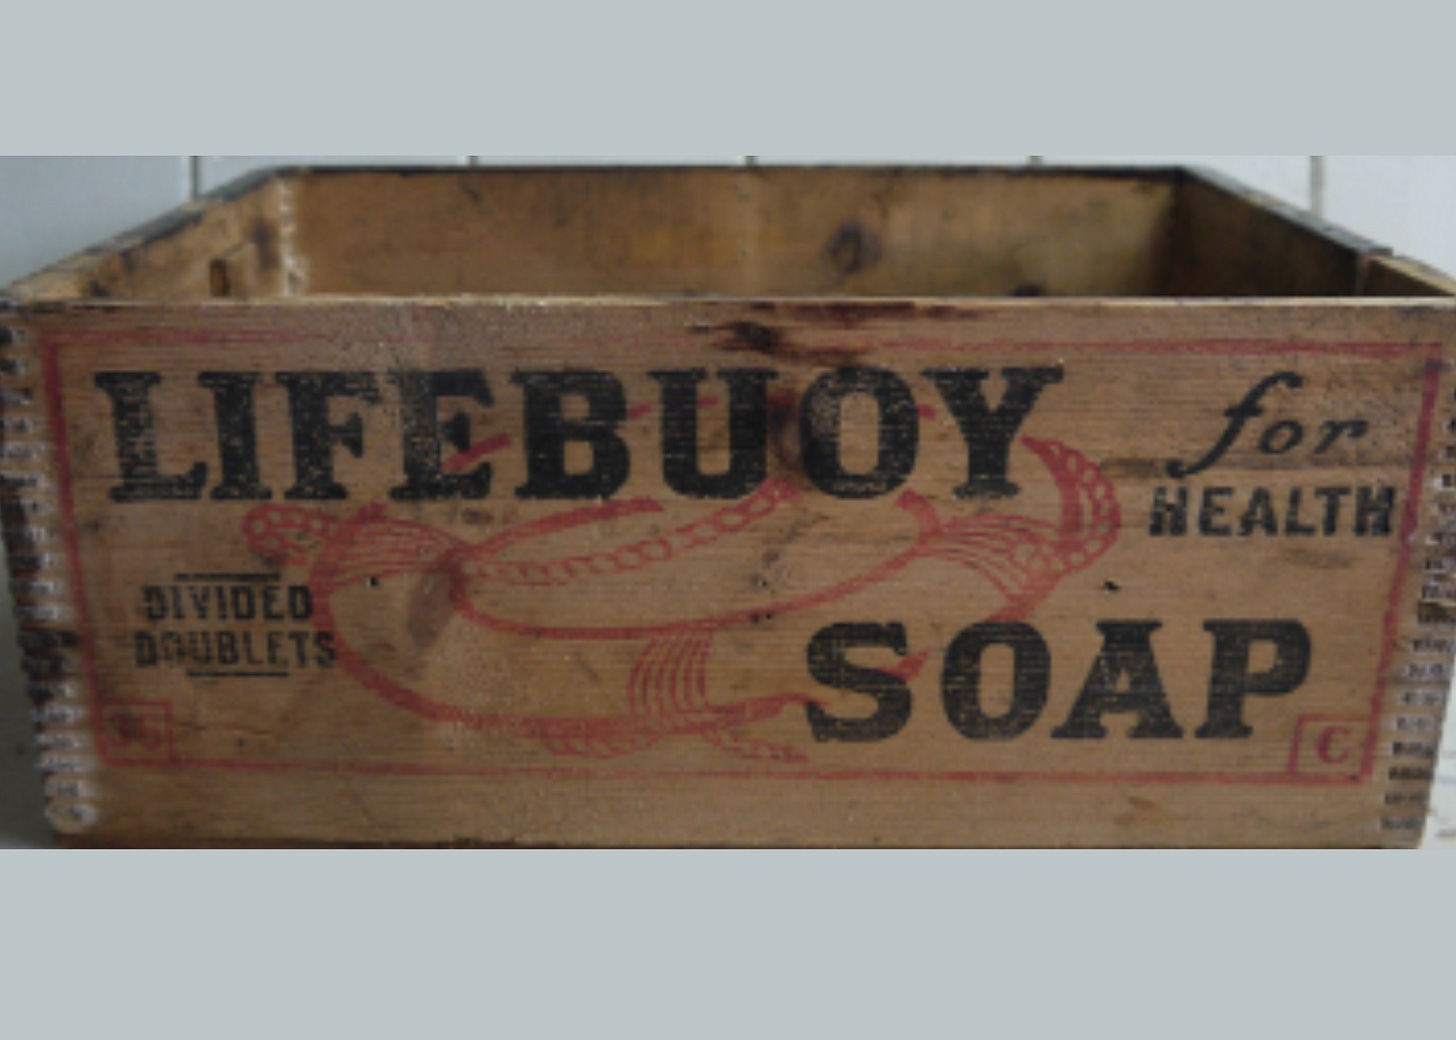 LIFEBUOY
for
HEALTH
DIVIDED
DOUBLETS
SOAP
C